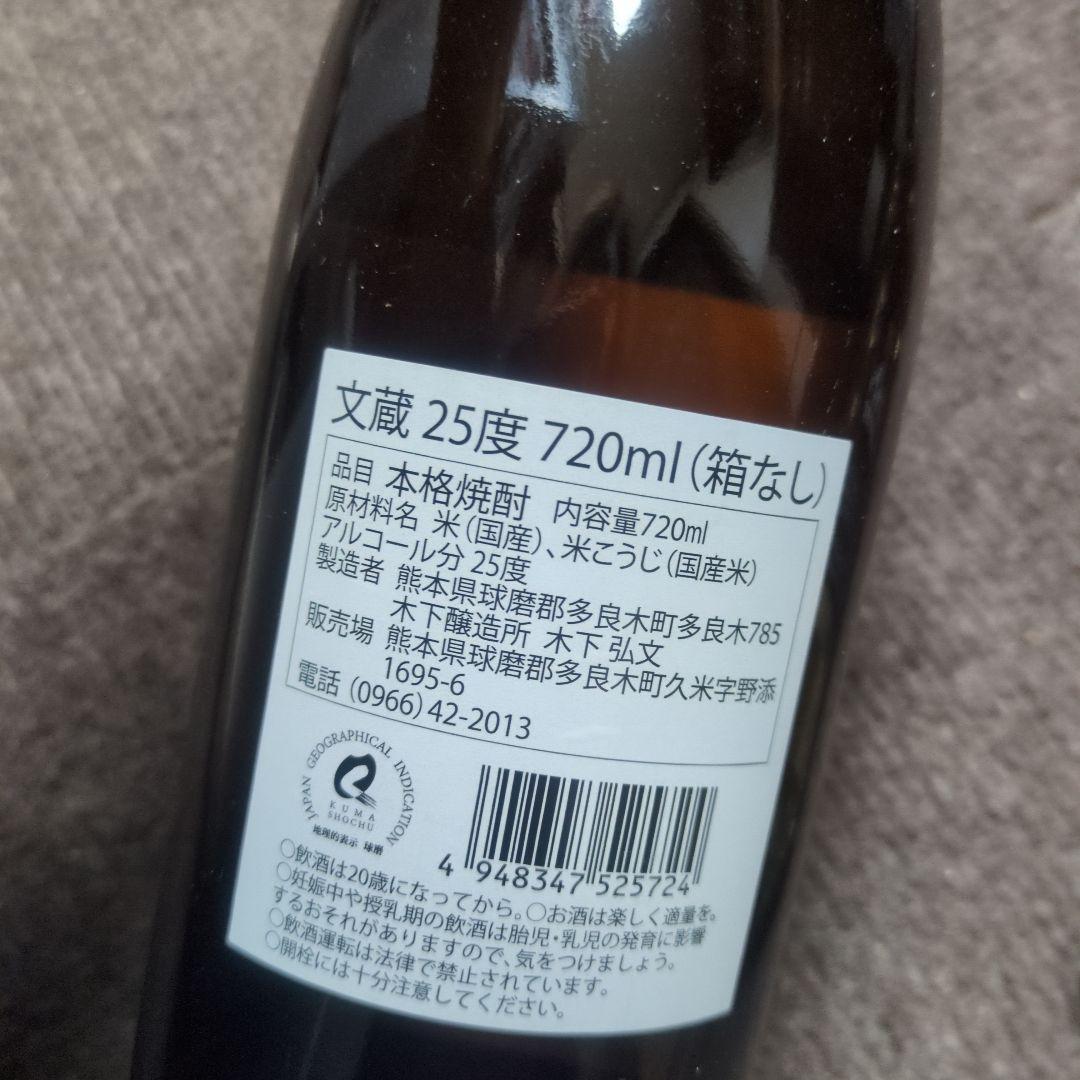 文蔵 25度 720ml（箱なし）
品目 本格焼酎 内容量720㎖
原材料名 米（国産）、米こうじ（国産米）
アルコール分 25度
製造者 熊本県球磨郡多良木町多良木785
木下醸造所 木下 弘文
販売場 熊本県球磨郡多良木町久米字野添
1695-6
電話 （0966）42-2013
JAPAN GEOGRAPHICAL INDICATION
KUMA
SHOCHU
地理的表示 球磨
4 948347 525724
○飲酒は20歳になってから。○お酒は楽しく適量を。
○妊娠中や授乳期の飲酒は胎児・乳児の発育に影響
するおそれがありますので、気をつけましょう。
○飲酒運転は法律で禁止されています。
○開栓には十分注意してください。